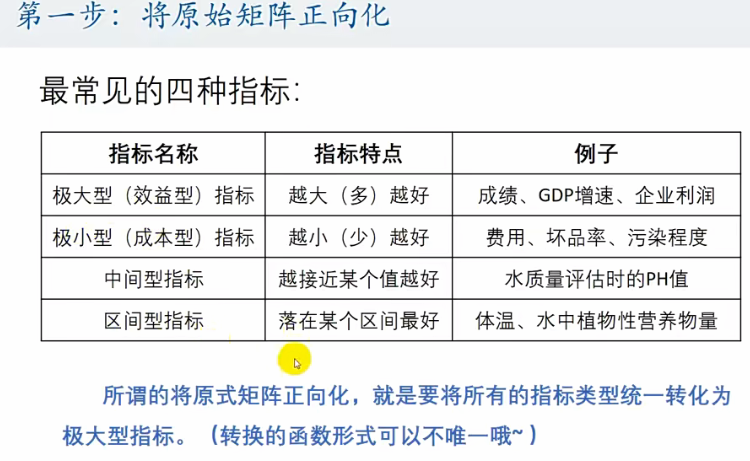 第一步：将原始矩阵正向化
最常见的四种指标：
指标名称 指标特点 例子
极大型（效益型）指标 越大（多）越好 成绩、GDP增速、企业利润
极小型（成本型）指标 越小（少）越好 费用、坏品率、污染程度
中间型指标 越接近某个值越好 水质量评估时的PH值
区间型指标 落在某个区间最好 体温、水中植物性营养物量
所谓的将原式矩阵正向化，就是要将所有的指标类型统一转化为
极大型指标。（转换的函数形式可以不唯一哦~ ）